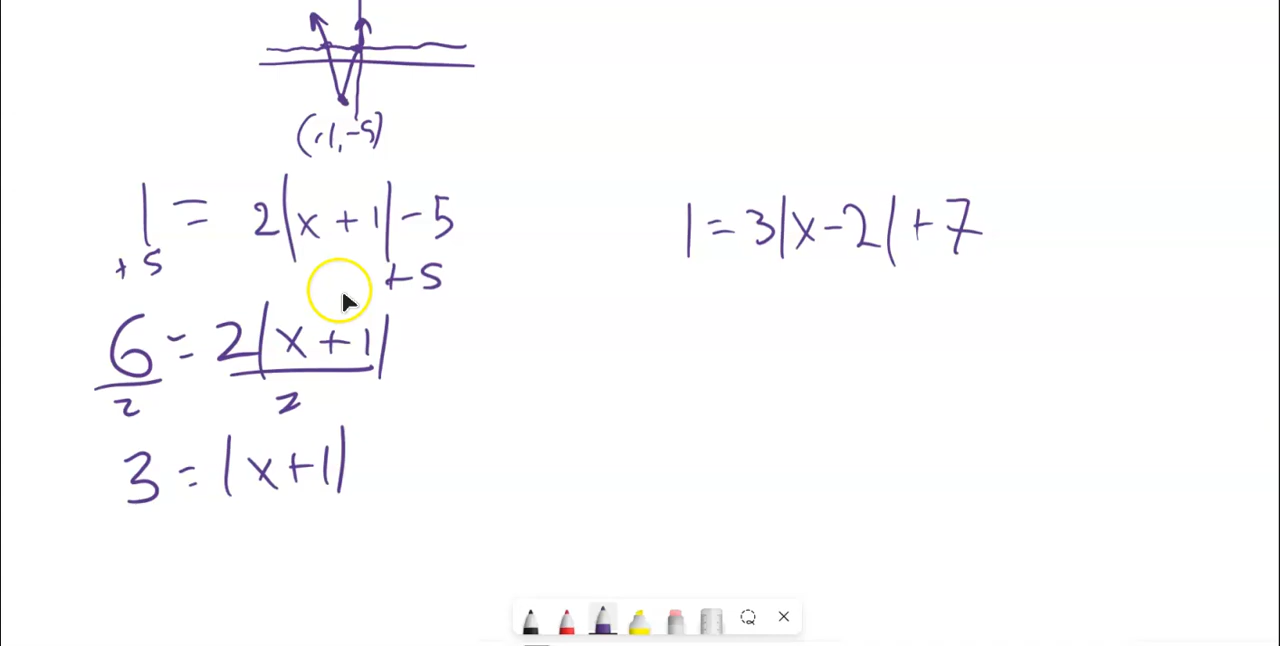 (-1,-5)
1 = 2|x+1|-5
+5 +5
6 = 2|x+1|
2 2
3 = |x+1|
1=3|x-2|+7